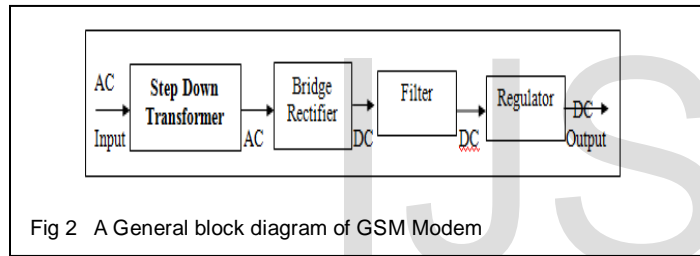 AC
Input
Step Down
Transformer
AC
Bridge
Rectifier
DC
Filter
DC
Regulator
DC
Output
Fig 2 A General block diagram of GSM Modem
IJS